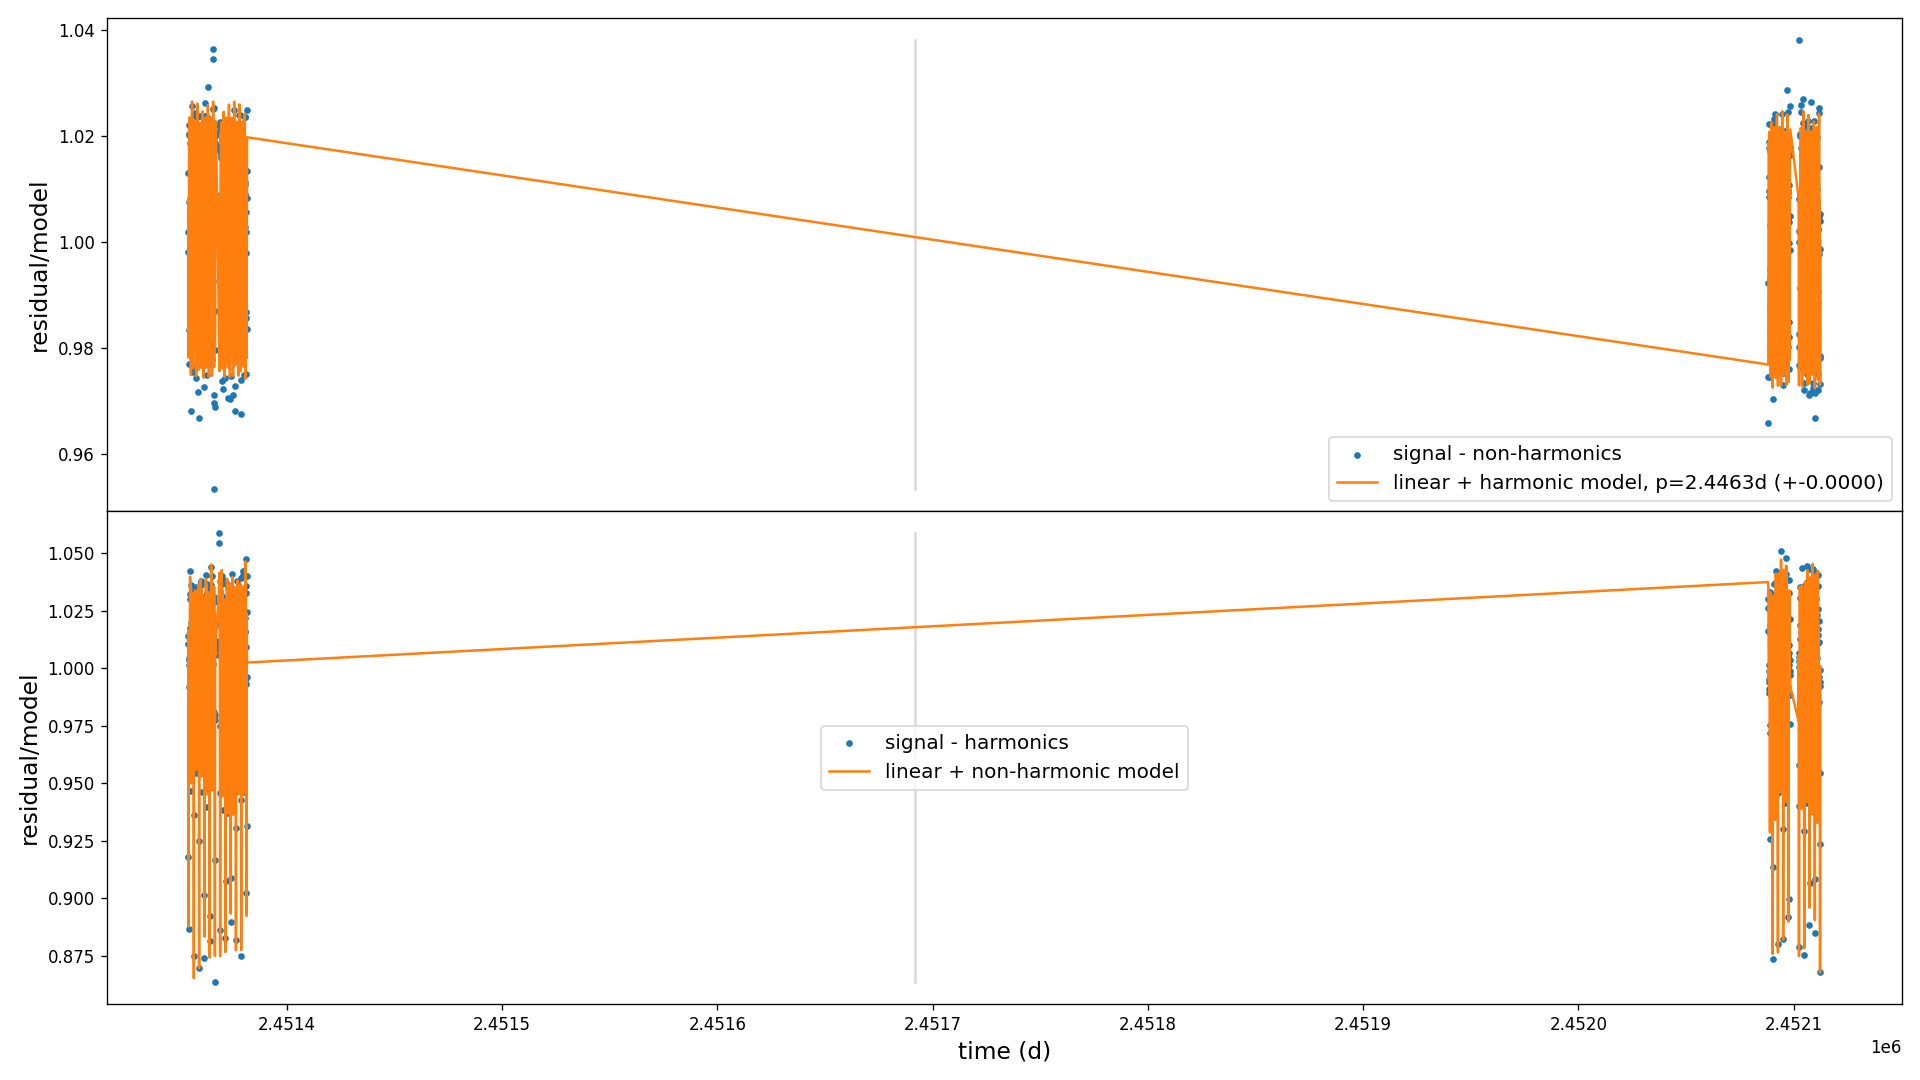 1.04
1.02
1.00
0.98
0.96
residual/model
signal - non-harmonics
linear + harmonic model, p=2.4463d (+-0.0000)
1.050
1.025
1.000
0.975
0.950
0.925
0.900
0.875
residual/model
signal - harmonics
linear + non-harmonic model
2.4514 2.4515 2.4516 2.4517 2.4518 2.4519 2.4520 2.4521
1e6
time (d)